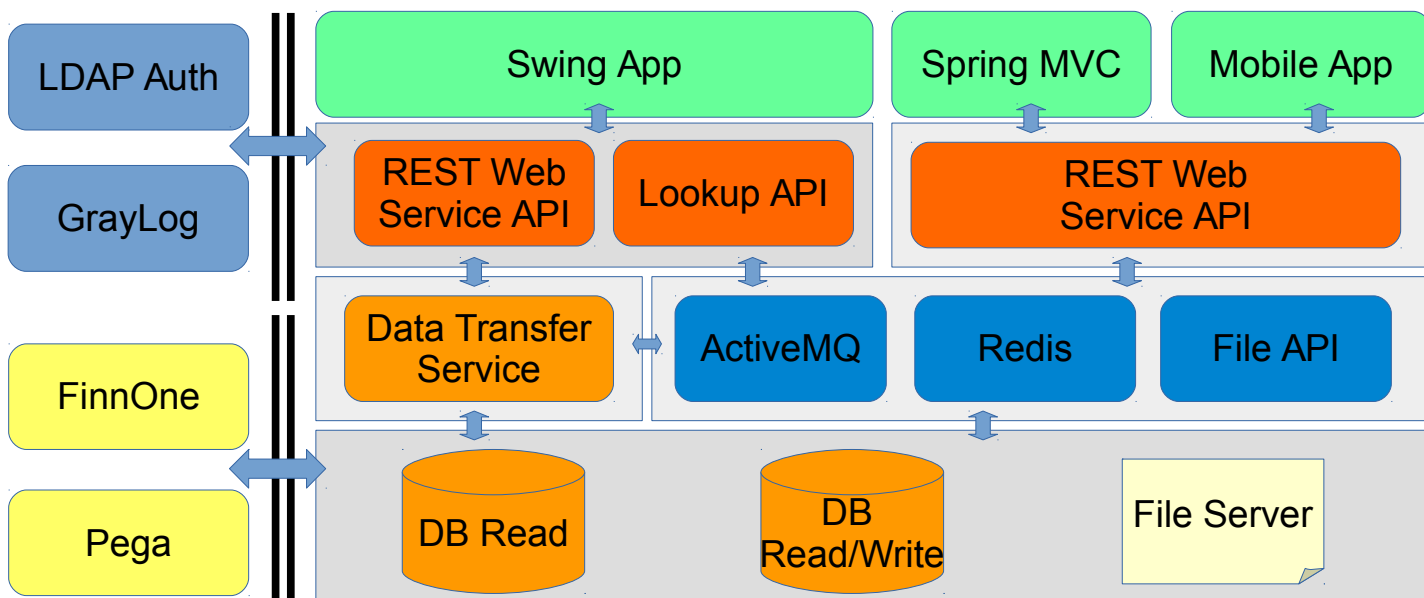 LDAP Auth
GrayLog
FinnOne
Pega
Swing App
Spring MVC
Mobile App
REST Web
Service API
Lookup API
REST Web
Service API
Data Transfer
Service
ActiveMQ
Redis
File API
DB Read
DB
Read/Write
File Server